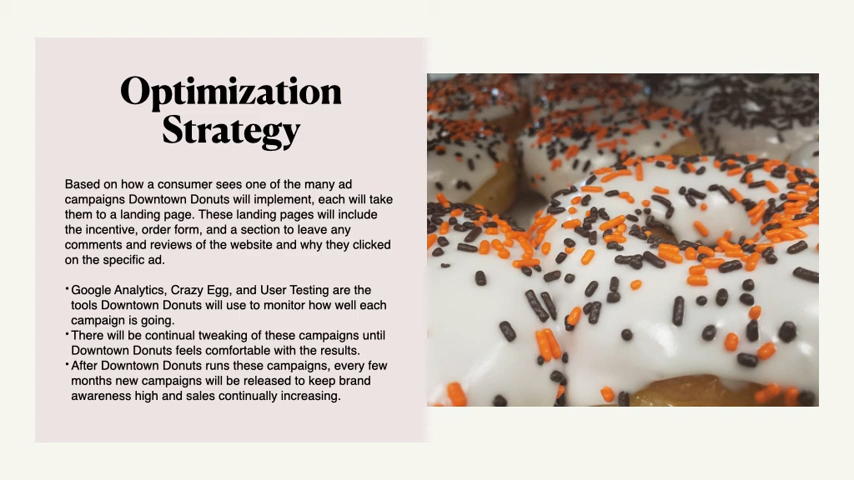 Optimization
Strategy
Based on how a consumer sees one of the many ad
campaigns Downtown Donuts will implement, each will take
them to a landing page. These landing pages will include
the incentive, order form, and a section to leave any
comments and reviews of the website and why they clicked
on the specific ad.
•Google Analytics, Crazy Egg, and User Testing are the
tools Downtown Donuts will use to monitor how well each
campaign is going.
•There will be continual tweaking of these campaigns until
Downtown Donuts feels comfortable with the results.
•After Downtown Donuts runs these campaigns, every few
months new campaigns will be released to keep brand
awareness high and sales continually increasing.